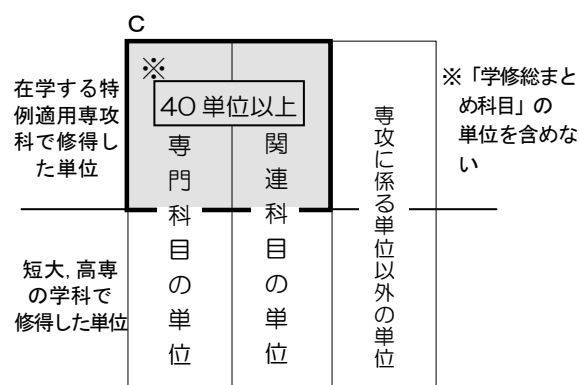 C
在学する特
例適用専攻
科で修得し
た単位
※
40単位以上
専門科目の単位
関連科目の単位
専攻に係る単位以外の単位
※「学修総まと
め科目」の
単位を含めな
い
短大,高専
の学科で
修得した単位